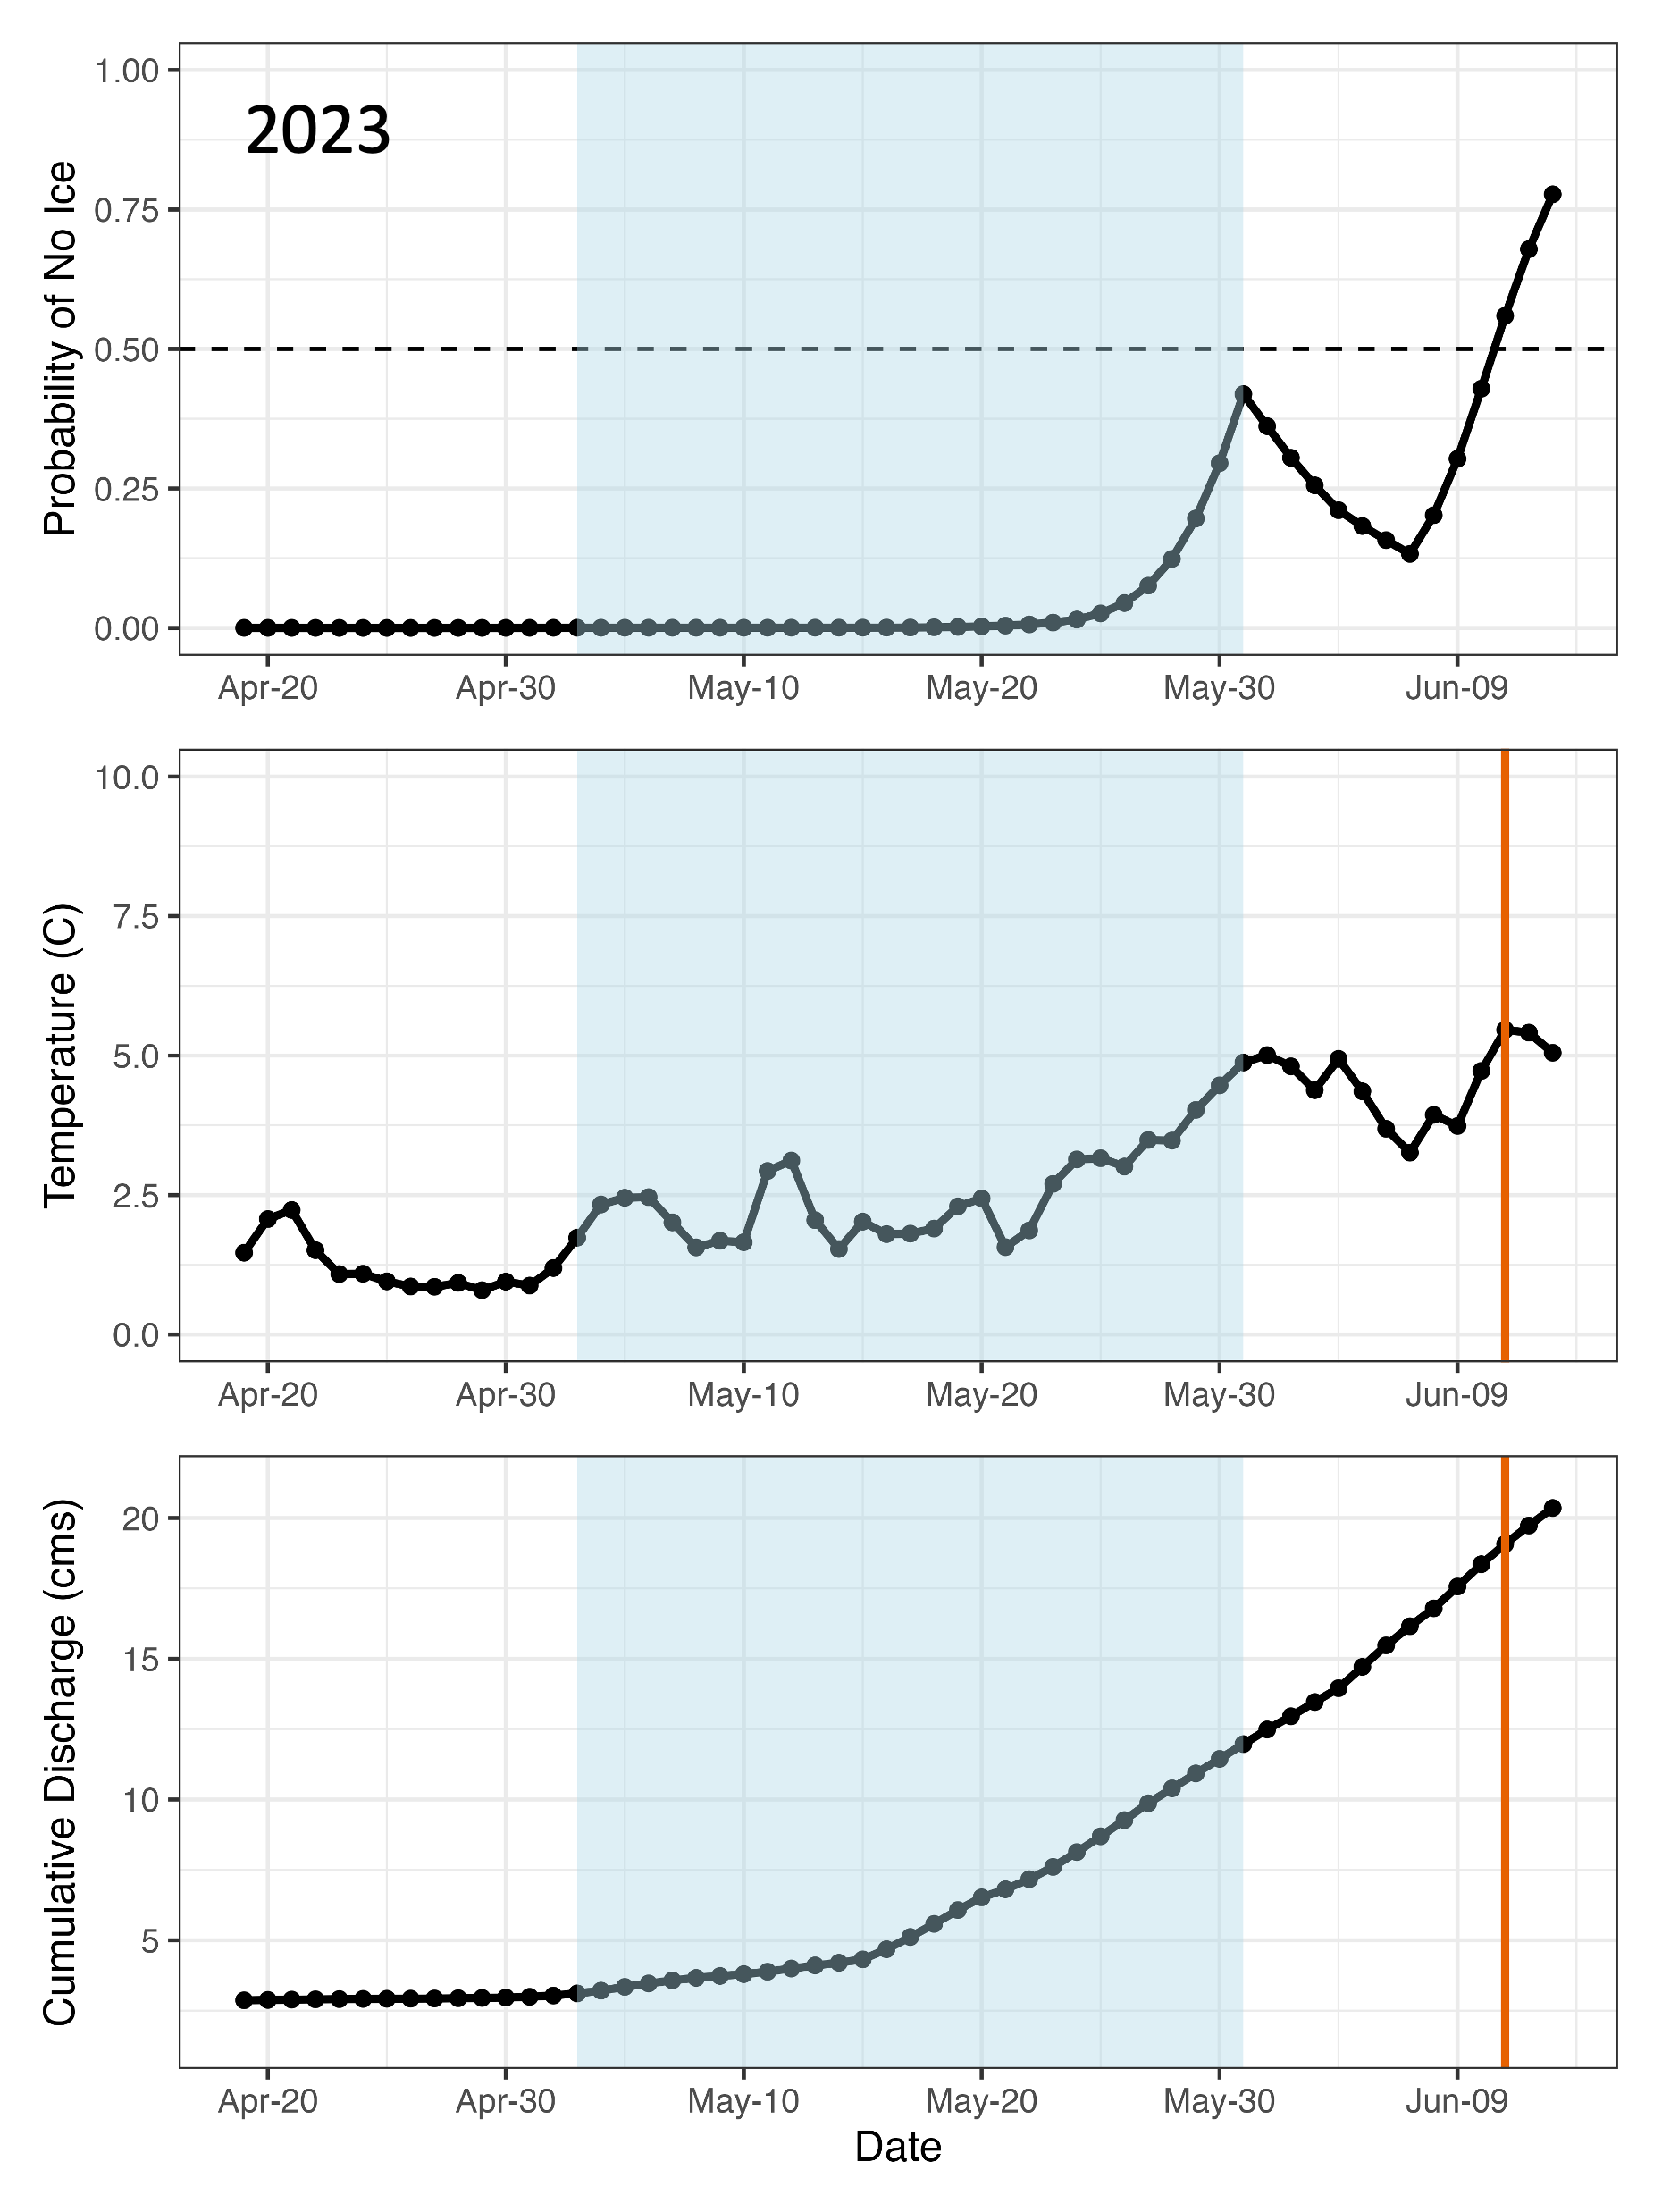 2023
Probability of No Ice
1.00
0.75
0.50
0.25
0.00
Apr-20 Apr-30 May-10 May-20 May-30 Jun-09
Temperature (C)
10.0
7.5
5.0
2.5
0.0
Apr-20 Apr-30 May-10 May-20 May-30 Jun-09
Cumulative Discharge (cms)
20
15
10
5
Apr-20 Apr-30 May-10 May-20 May-30 Jun-09
Date